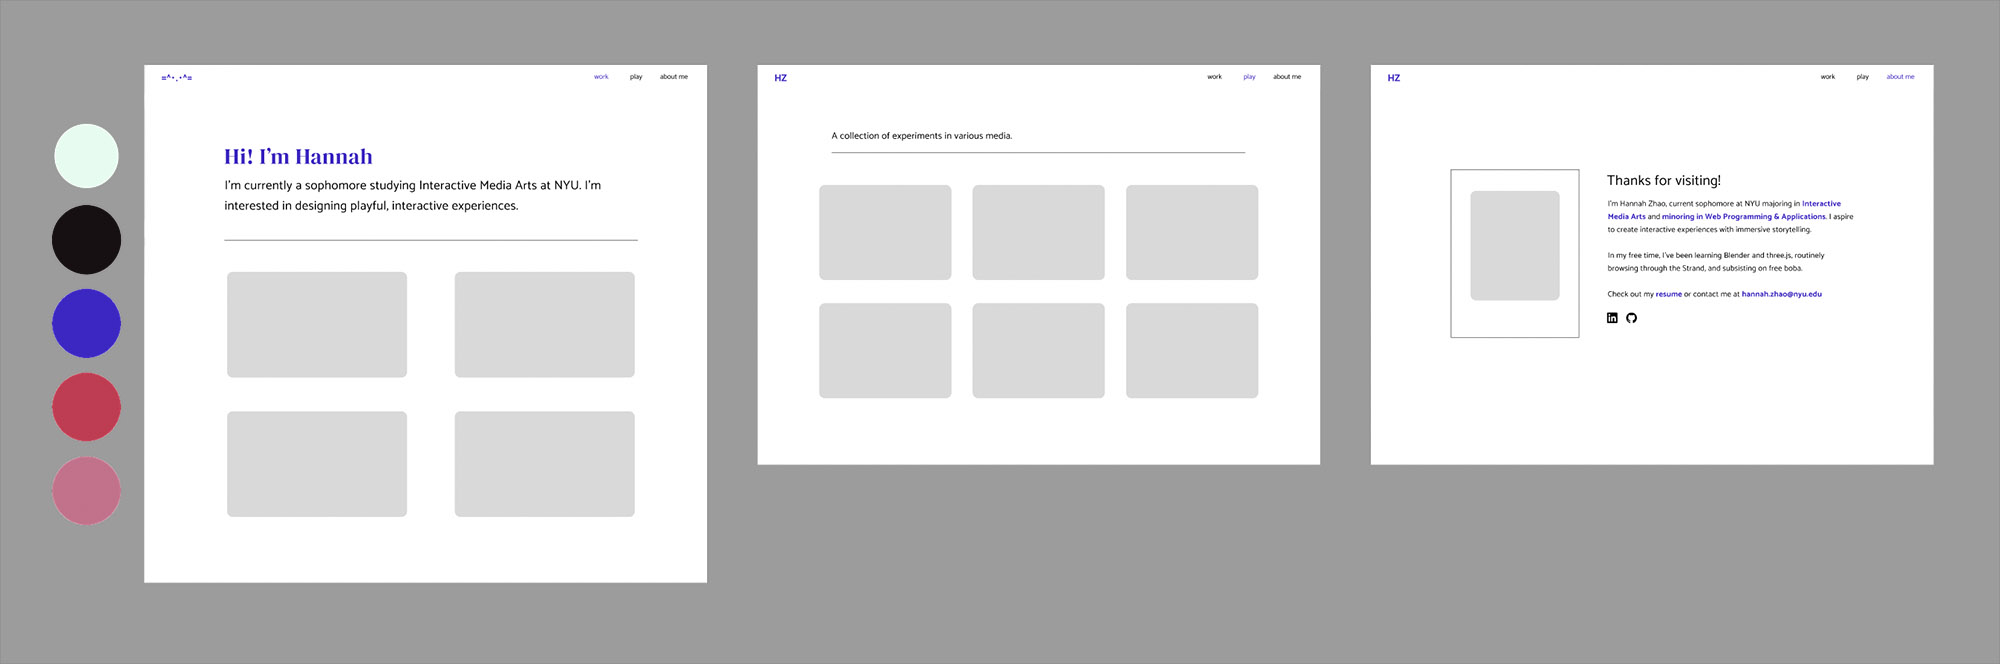 =^·.·^=
work play about me
Hi! I'm Hannah
I'm currently a sophomore studying Interactive Media Arts at NYU. I'm
interested in designing playful, interactive experiences.
HZ
work play about me
A collection of experiments in various media.
HZ
work play about me
Thanks for visiting!
I'm Hannah Zhao, current sophomore at NYU majoring in Interactive
Media Arts and minoring in Web Programming & Applications. I aspire
to create interactive experiences with immersive storytelling.
In my free time, I've been learning Blender and three.js, routinely
browsing through the Strand, and subsisting on free boba.
Check out my resume or contact me at hannah.zhao@nyu.edu
in